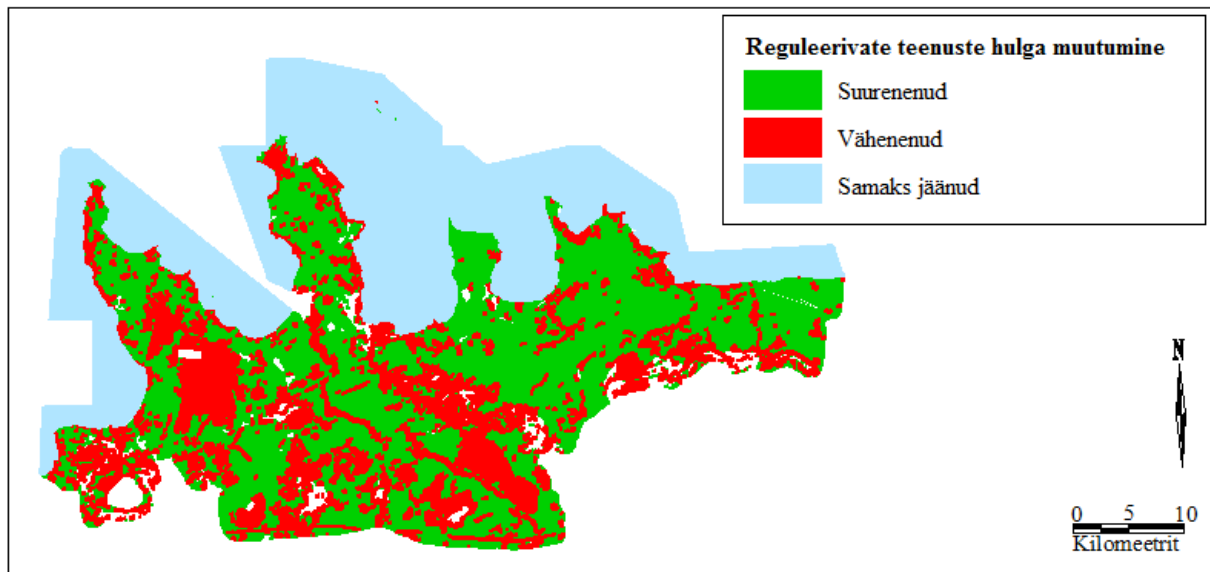 Reguleerivate teenuste hulga muutumine
Suurenenud
Vähenenud
Samaks jäänud
N
0 5 10
Kilomeetrit